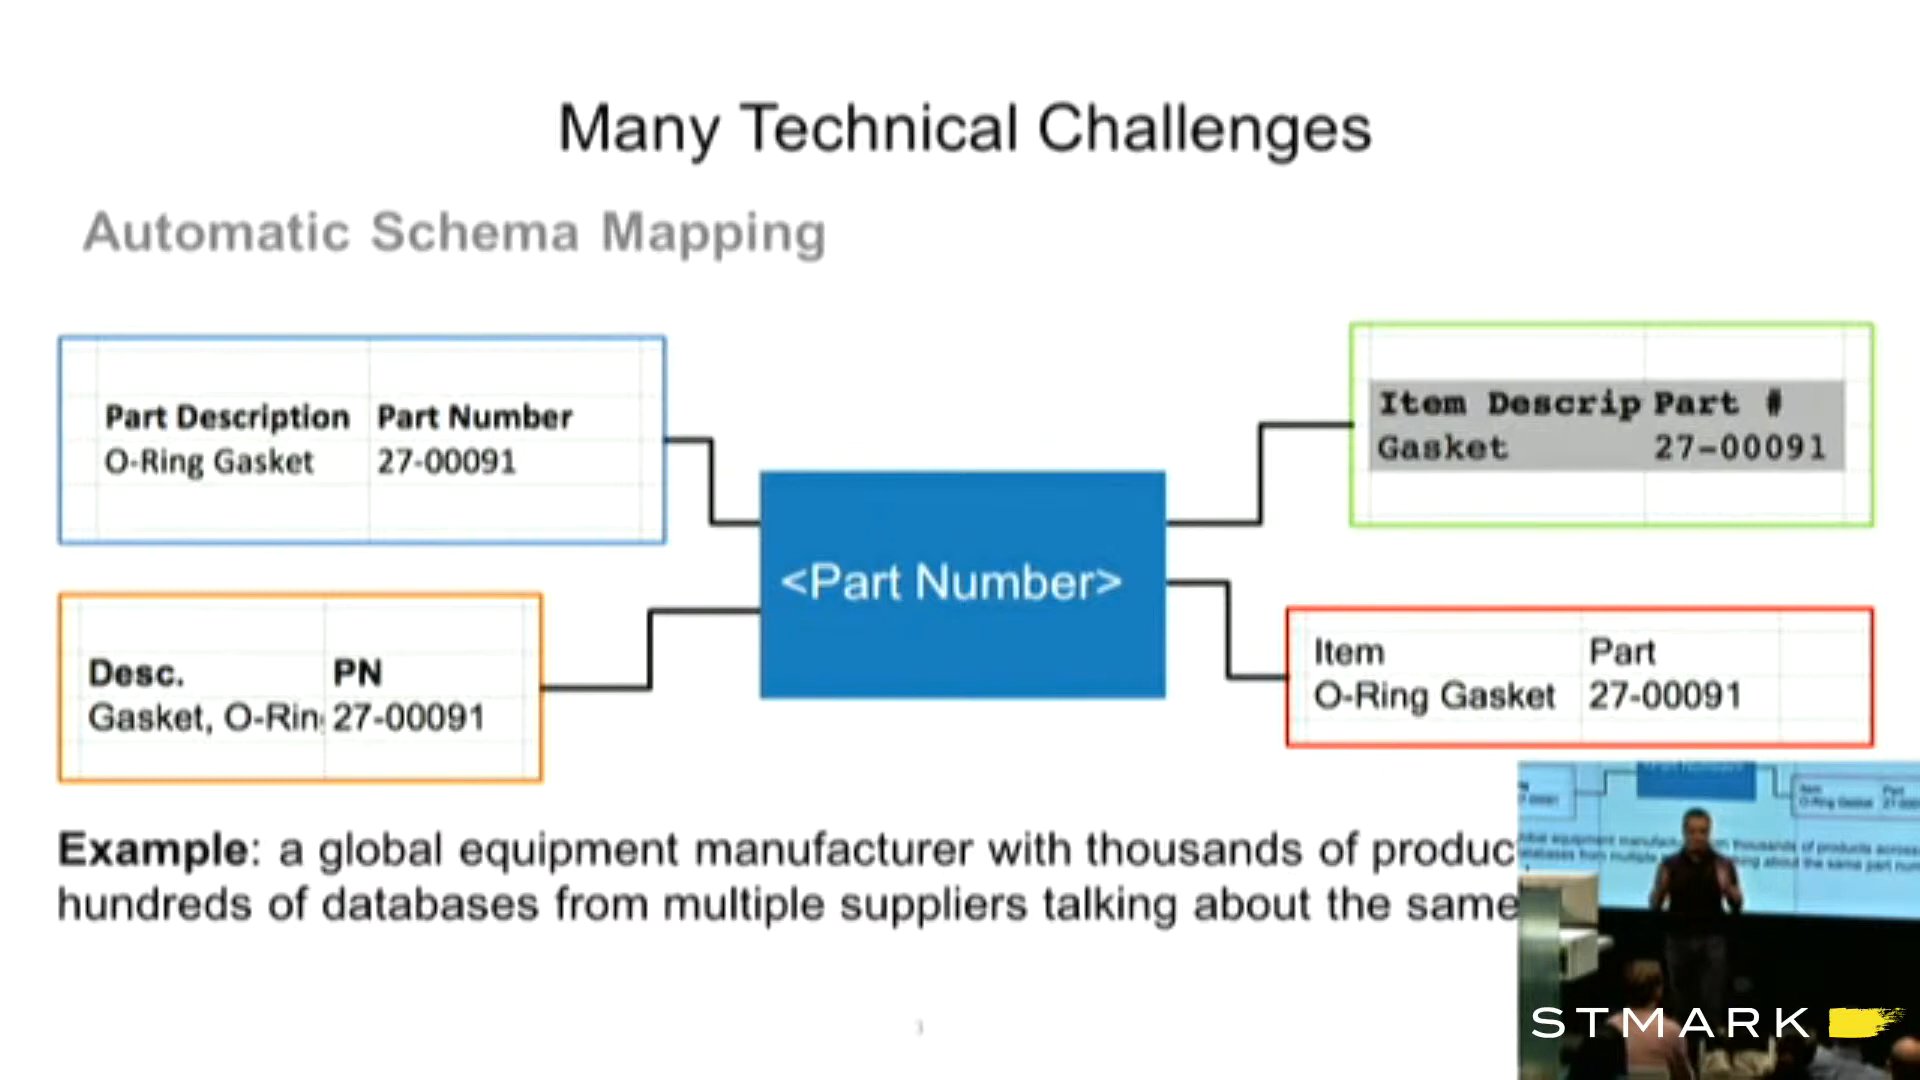 Many Technical Challenges
Automatic Schema Mapping
Part Description Part Number
O-Ring Gasket 27-00091
Item Descrip Part #
Gasket 27-00091
<Part Number>
Desc. PN
Gasket, O-Rin 27-00091
Item Part
O-Ring Gasket 27-00091
Example: a global equipment manufacturer with thousands of produc
hundreds of databases from multiple suppliers talking about the same
STMARK